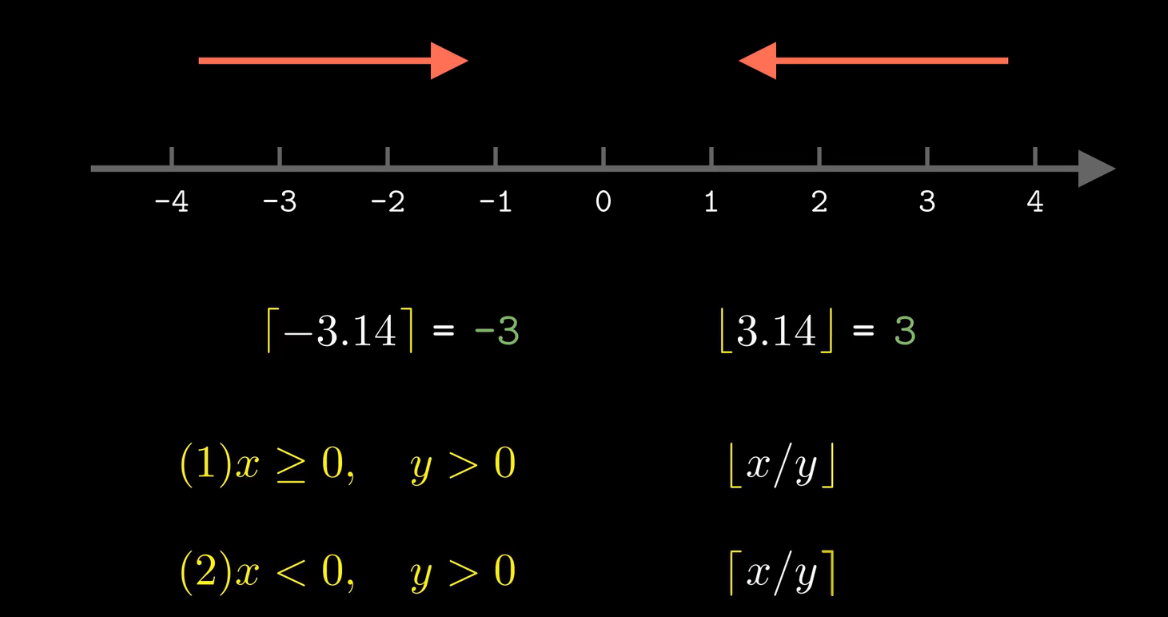 -4 -3 -2 -1 0 1 2 3 4
⌈−3.14⌉ = -3 ⌊3.14⌋ = 3
(1)x ≥ 0, y > 0 ⌊x/y⌋
(2)x < 0, y > 0 ⌈x/y⌉